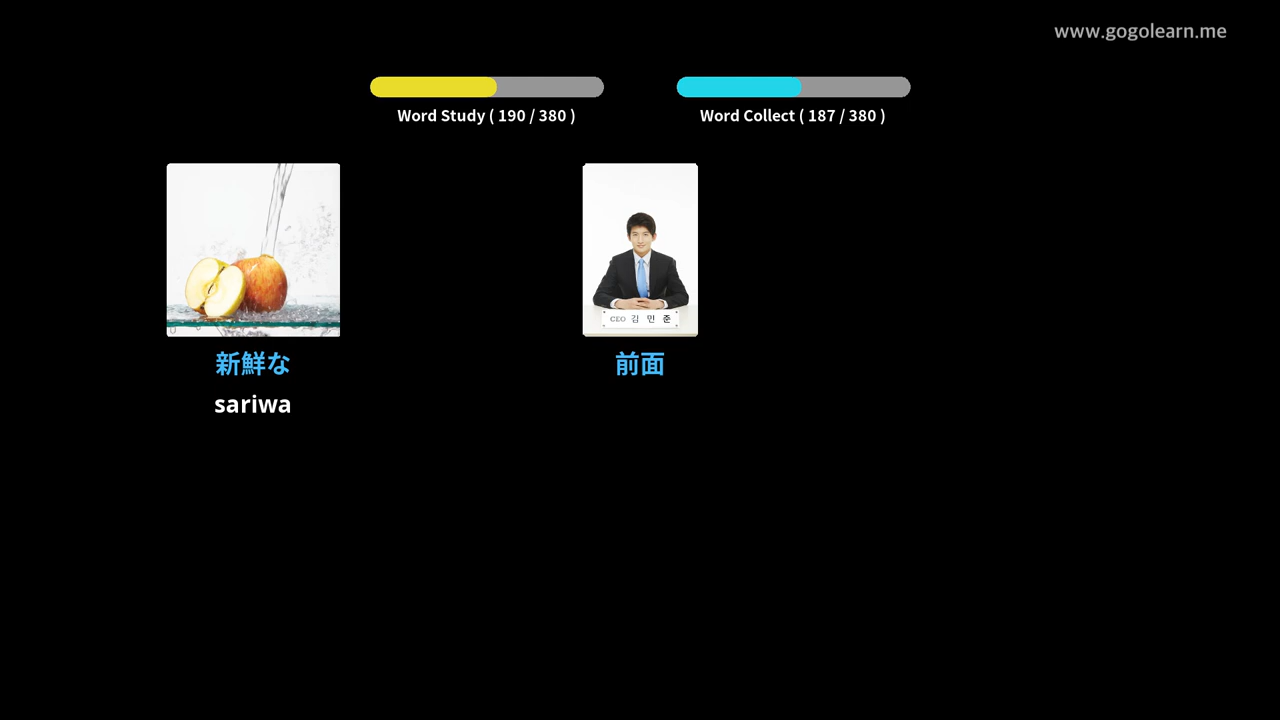 www.gogolearn.me
Word Study ( 190 / 380 )
Word Collect ( 187 / 380 )
CEO 김 민 준
新鮮な
前面
sariwa